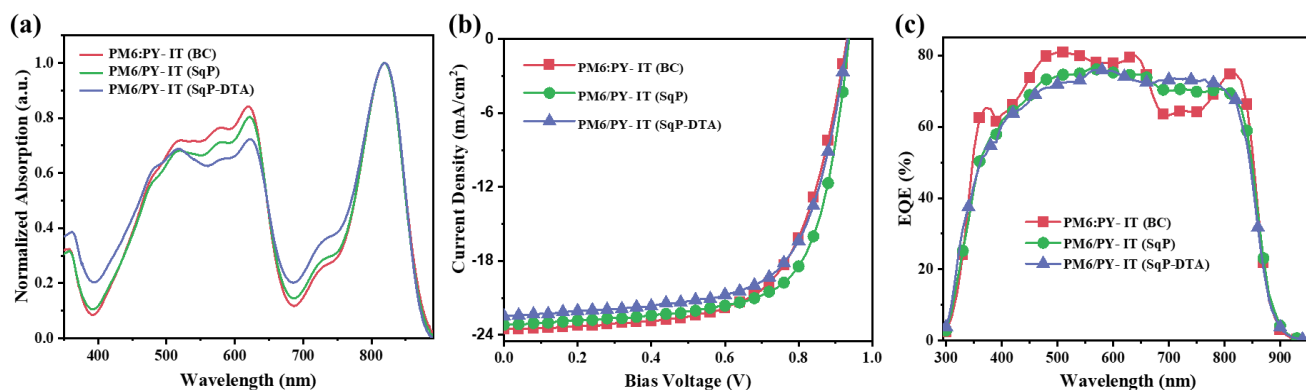 (a)
PM6:PY- IT (BC)
PM6/PY- IT (SqP)
PM6/PY- IT (SqP-DTA)
1.0
0.8
0.6
0.4
0.2
0.0
Normalized Absorption (a.u.)
400
500
600
700
800
Wavelength (nm)
(b)
PM6:PY- IT (BC)
PM6/PY- IT (SqP)
PM6/PY- IT (SqP-DTA)
0
-6
-12
-18
-24
Current Density (mA/cm²)
0.0
0.2
0.4
0.6
0.8
1.0
Bias Voltage (V)
(c)
80
60
40
20
0
EQE (%)
PM6:PY- IT (BC)
PM6/PY- IT (SqP)
PM6/PY- IT (SqP-DTA)
300
400
500
600
700
800
900
Wavelength (nm)